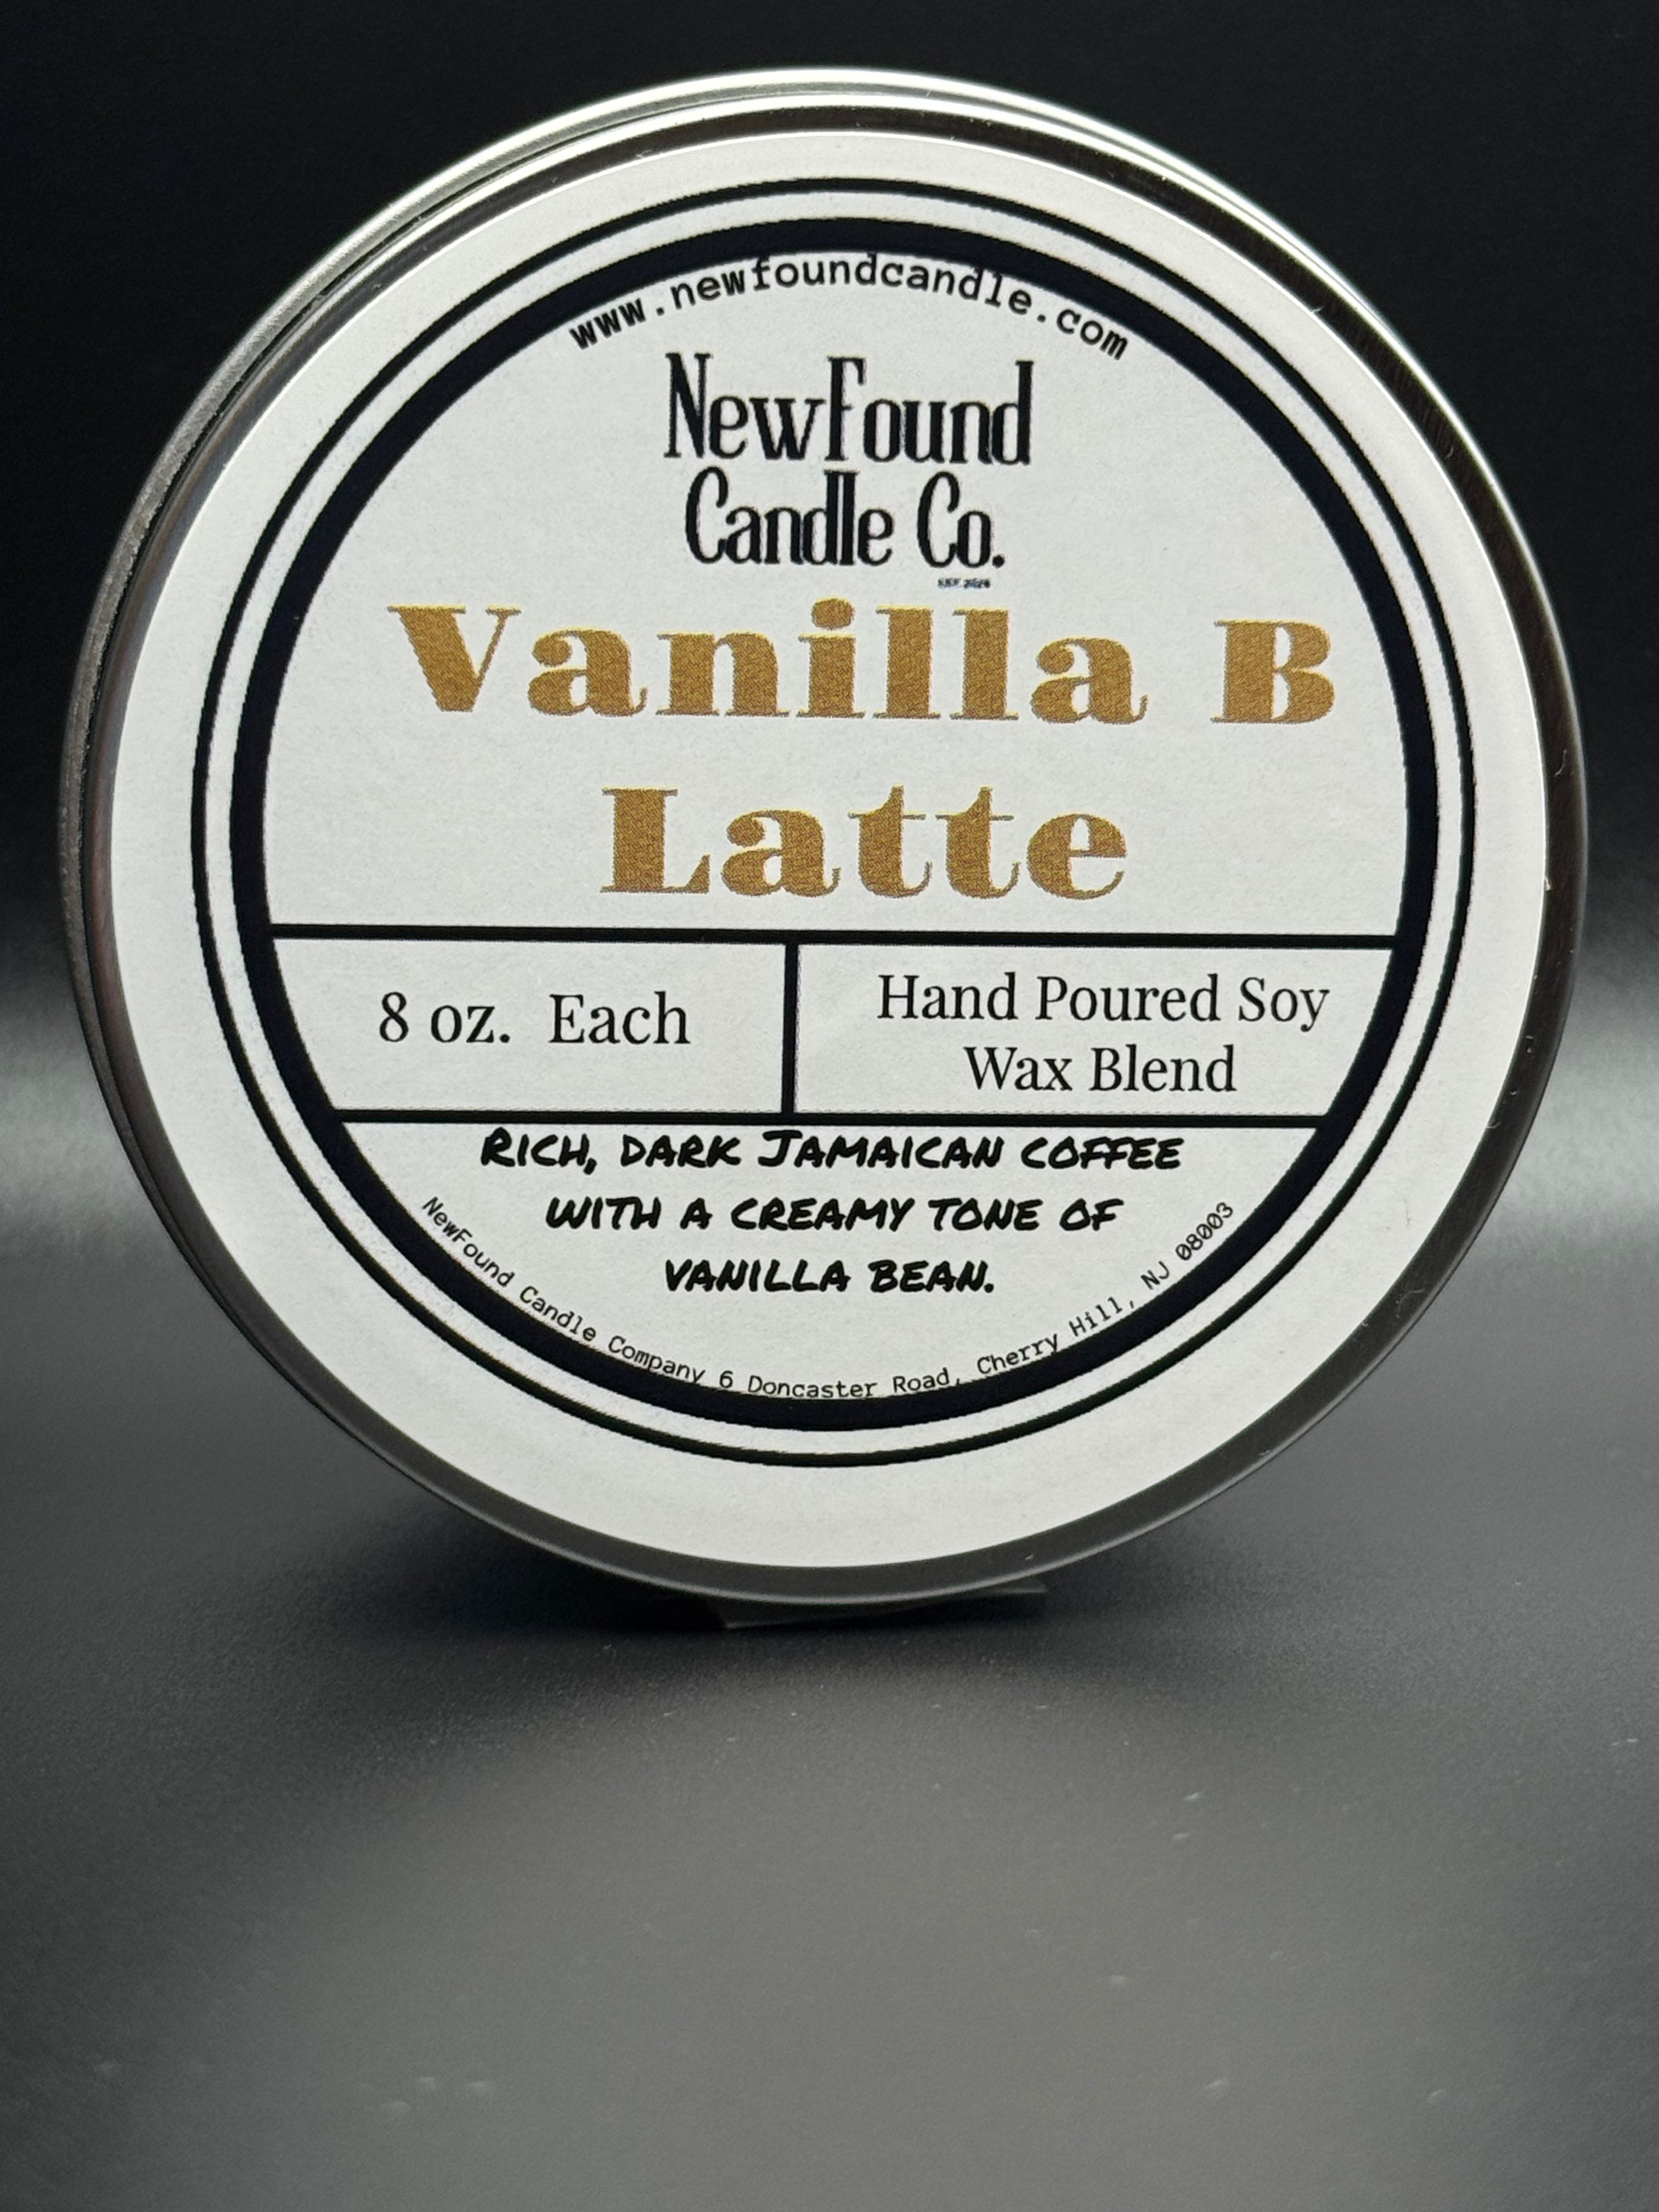 www.newfoundcandle.com
NewFound
Candle Co.
Vanilla B
Latte
8 oz. Each
Hand Poured Soy
Wax Blend
Rich, dark Jamaican coffee
with a creamy tone of
vanilla bean.
NewFound Candle Company 6 Doncaster Road, Cherry Hill, NJ 08003